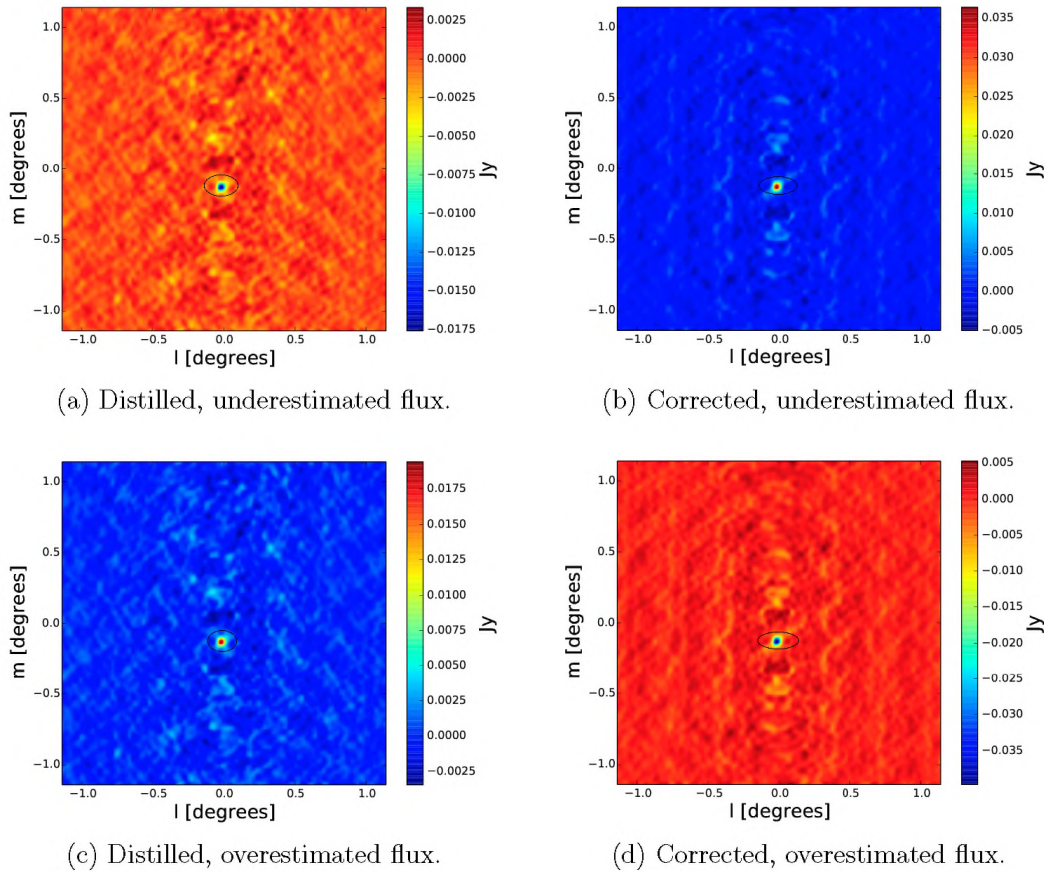 1.0
0.5
0.0
−0.5
−1.0
m [degrees]
−1.0 −0.5 0.0 0.5 1.0
l [degrees]
0.0025
0.0000
−0.0025
−0.0050
−0.0075
−0.0100
−0.0125
−0.0150
−0.0175
Jy
(a) Distilled, underestimated flux.
1.0
0.5
0.0
−0.5
−1.0
m [degrees]
−1.0 −0.5 0.0 0.5 1.0
l [degrees]
0.035
0.030
0.025
0.020
0.015
0.010
0.005
0.000
−0.005
Jy
(b) Corrected, underestimated flux.
1.0
0.5
0.0
−0.5
−1.0
m [degrees]
−1.0 −0.5 0.0 0.5 1.0
l [degrees]
0.0175
0.0150
0.0125
0.0100
0.0075
0.0050
0.0025
0.0000
−0.0025
Jy
(c) Distilled, overestimated flux.
1.0
0.5
0.0
−0.5
−1.0
m [degrees]
−1.0 −0.5 0.0 0.5 1.0
l [degrees]
0.005
0.000
−0.005
−0.010
−0.015
−0.020
−0.025
−0.030
−0.035
Jy
(d) Corrected, overestimated flux.